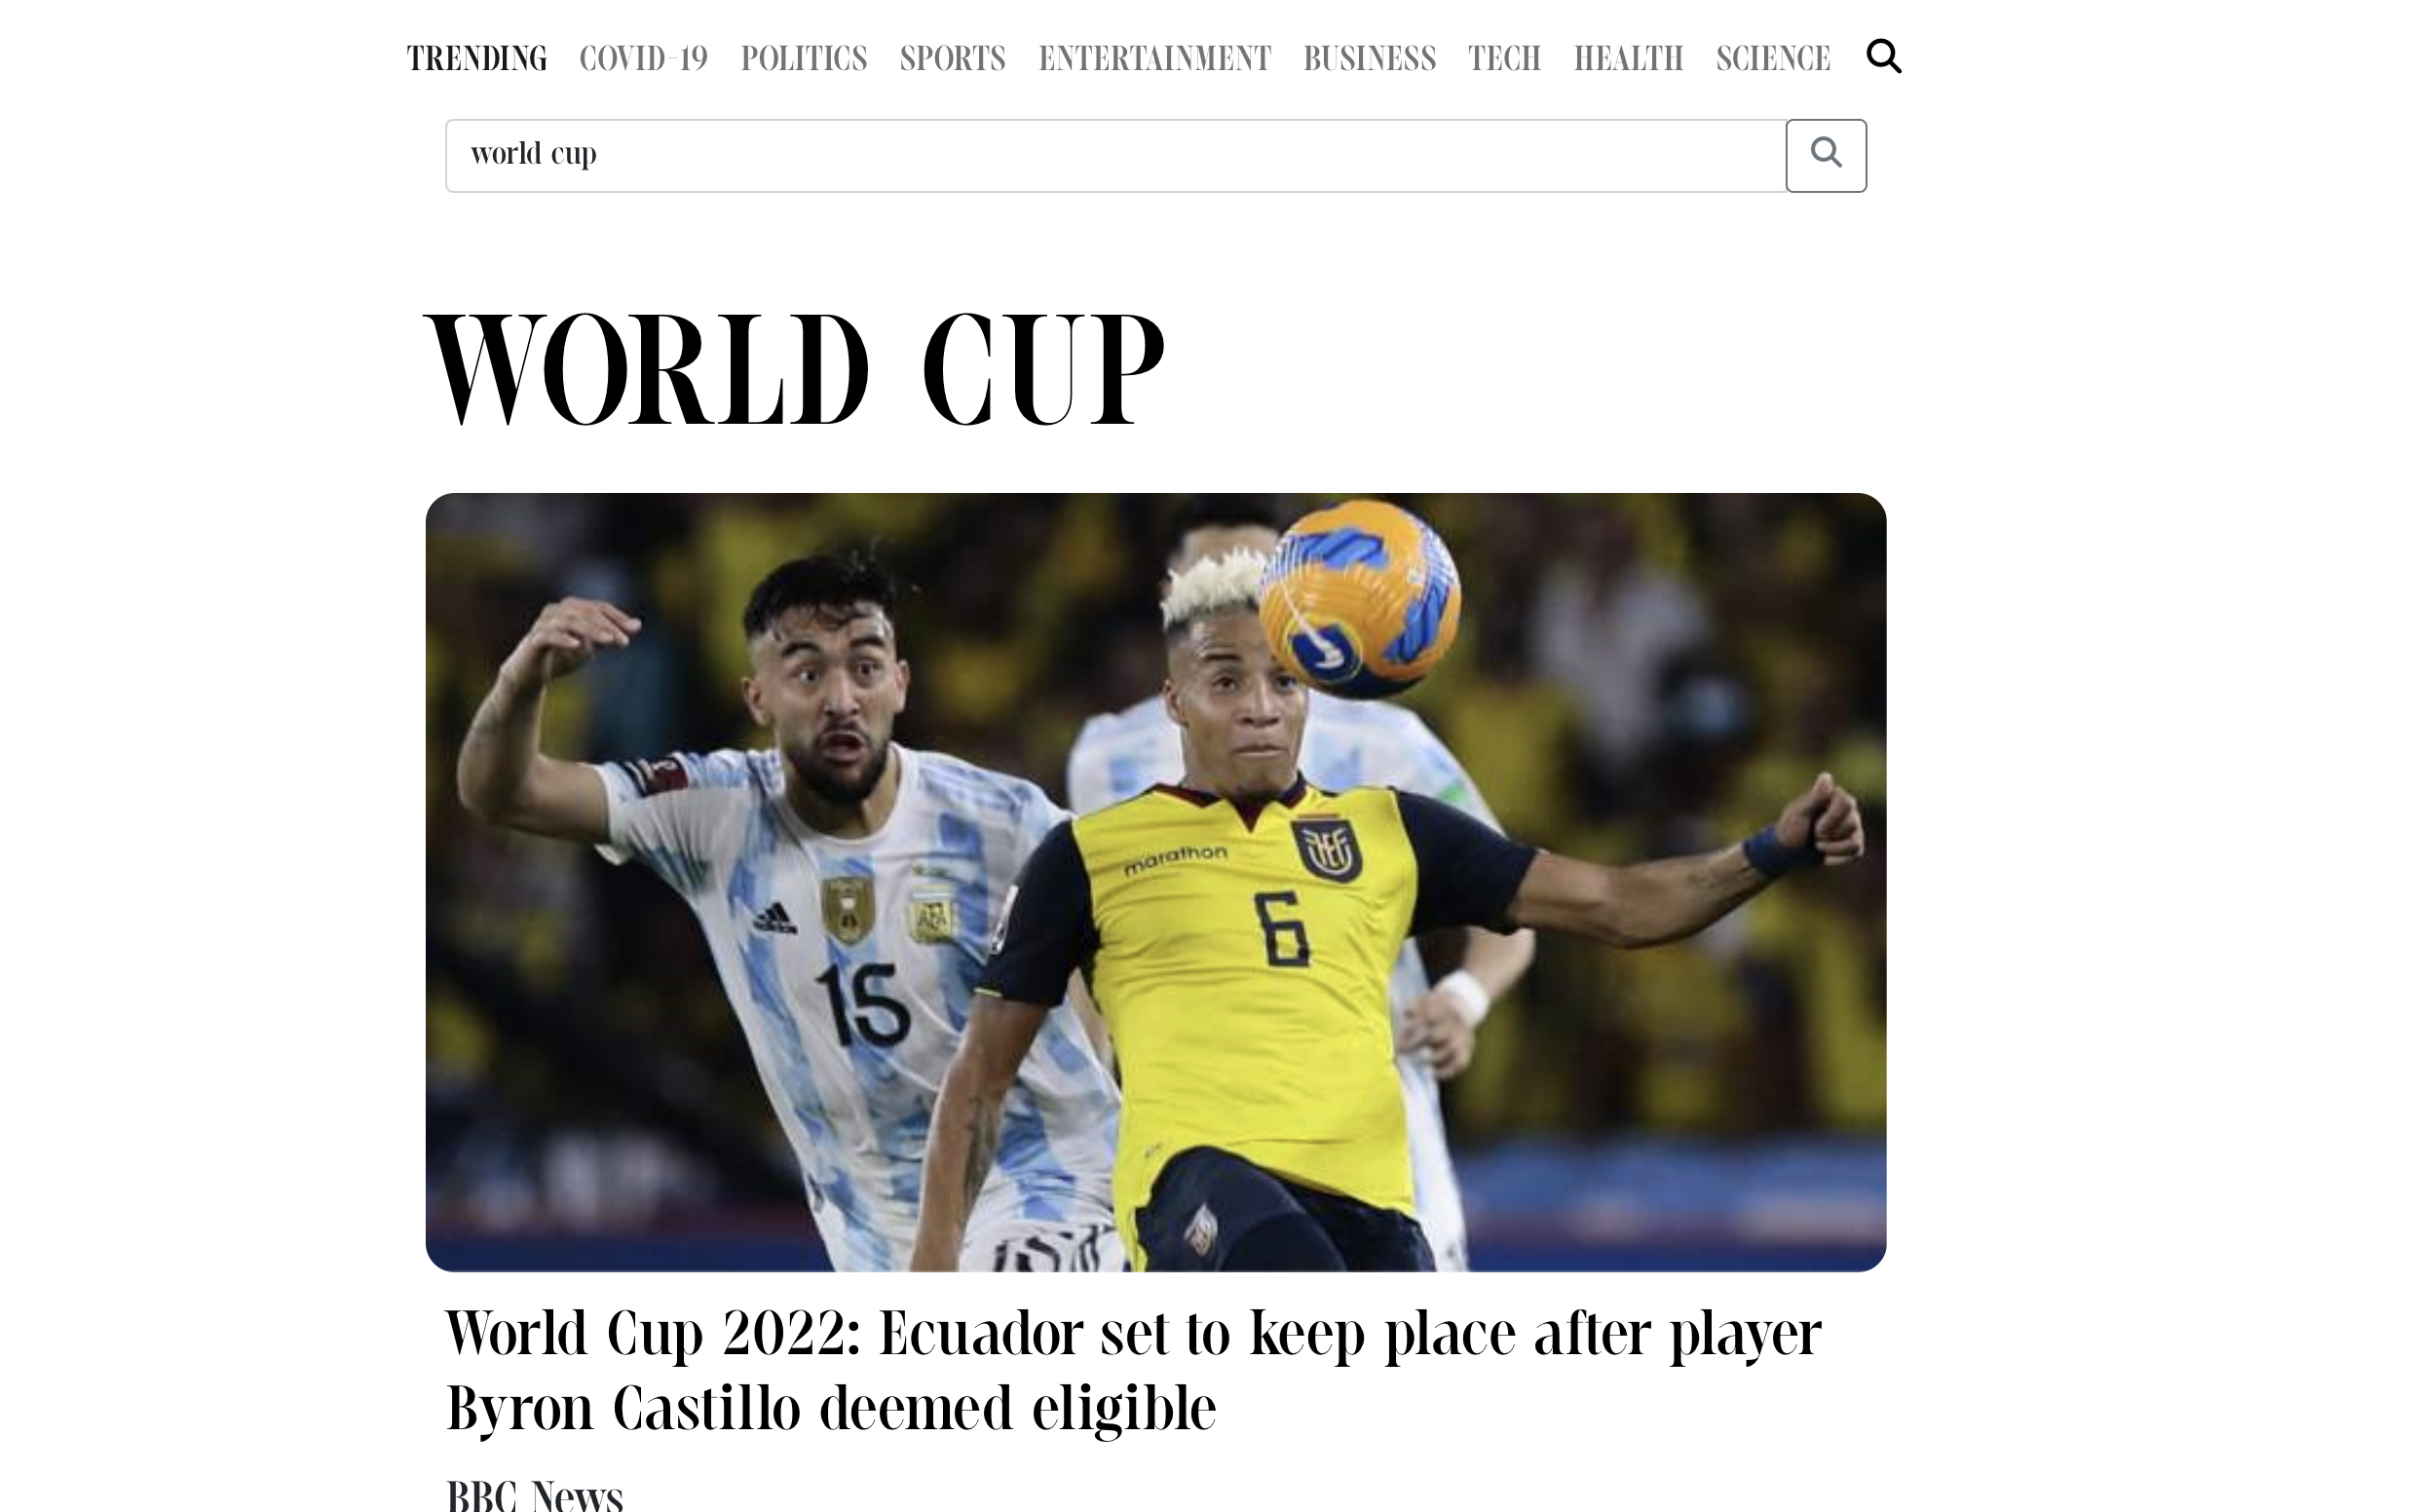 TRENDING COVID-19 POLITICS SPORTS ENTERTAINMENT BUSINESS TECH HEALTH SCIENCE
world cup
WORLD CUP
marathon
6
15
World Cup 2022: Ecuador set to keep place after player
Byron Castillo deemed eligible
BBC News